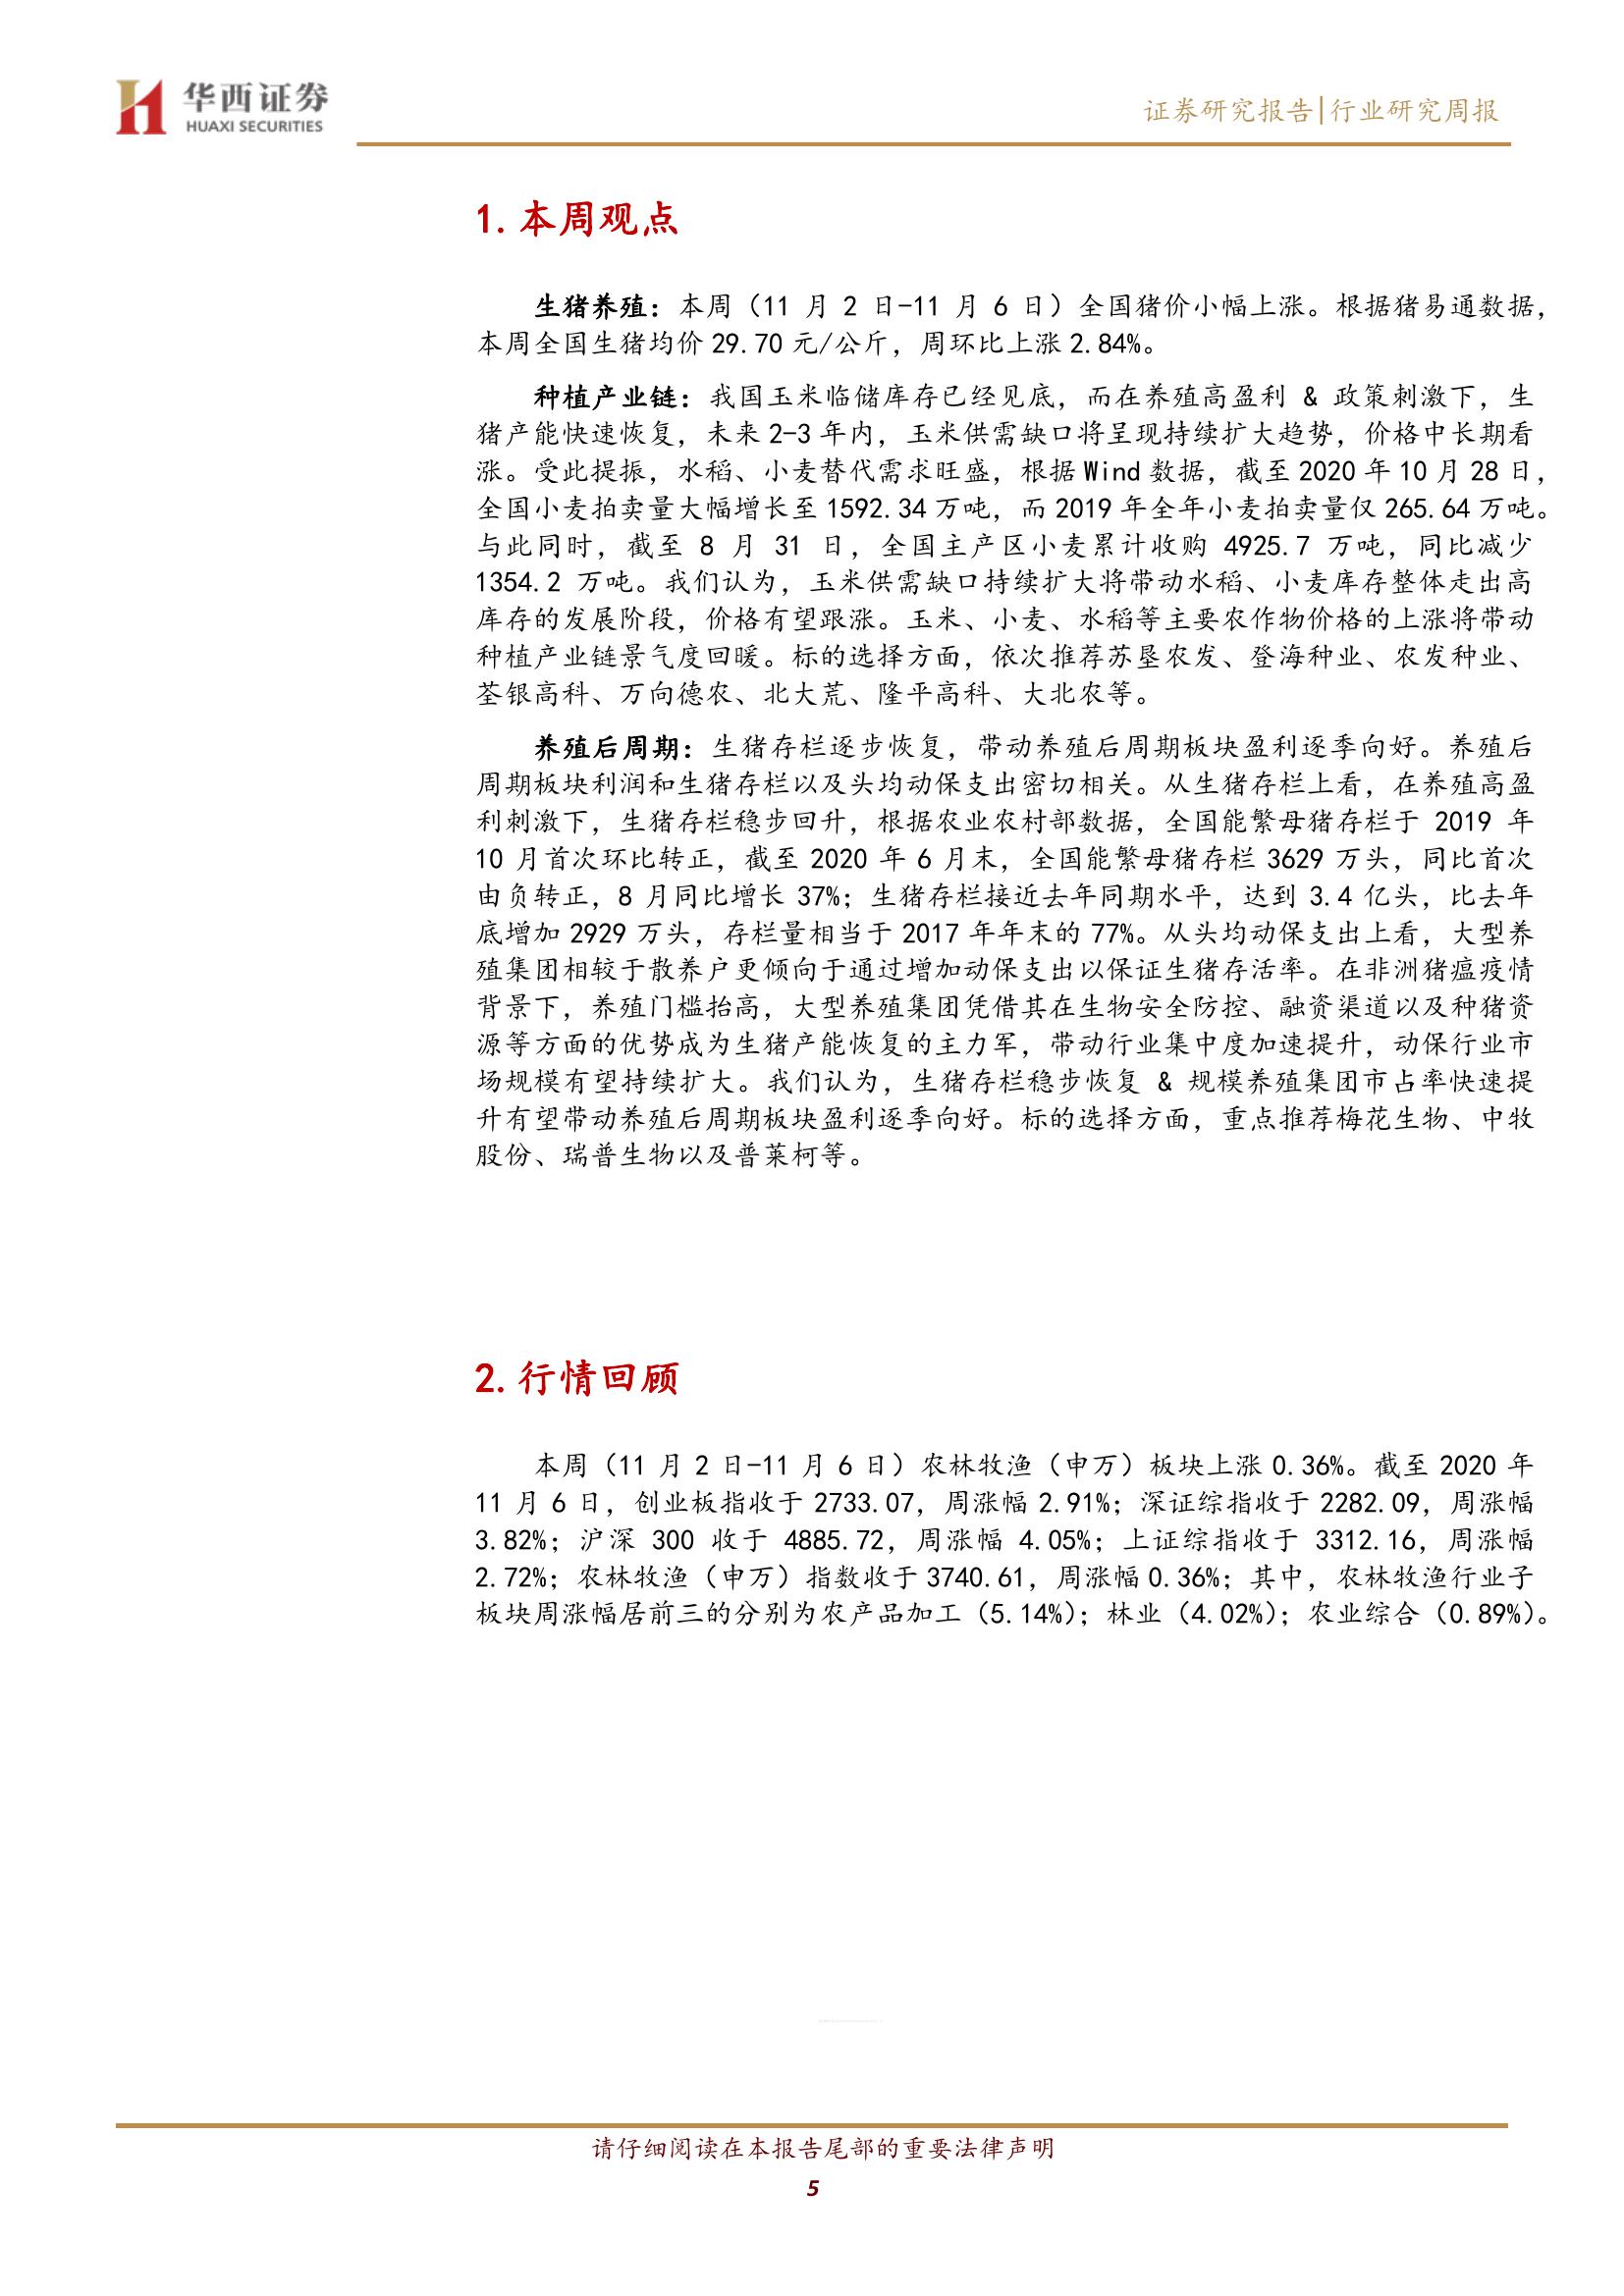 华西证券
HUAXI SECURITIES
证券研究报告|行业研究周报
1. 本周观点
生猪养殖：本周（11 月 2 日-11 月 6 日）全国猪价小幅上涨。根据猪易通数据，
本周全国生猪均价 29.70 元/公斤，周环比上涨 2.84%。
种植产业链：我国玉米临储库存已经见底，而在养殖高盈利 & 政策刺激下，生
猪产能快速恢复，未来 2-3 年内，玉米供需缺口将呈现持续扩大趋势，价格中长期看
涨。受此提振，水稻、小麦替代需求旺盛，根据 Wind 数据，截至 2020 年 10 月 28 日，
全国小麦拍卖量大幅增长至 1592.34 万吨，而 2019 年全年小麦拍卖量仅 265.64 万吨。
与此同时，截至 8 月 31 日，全国主产区小麦累计收购 4925.7 万吨，同比减少
1354.2 万吨。我们认为，玉米供需缺口持续扩大将带动水稻、小麦库存整体走出高
库存的发展阶段，价格有望跟涨。玉米、小麦、水稻等主要农作物价格的上涨将带动
种植产业链景气度回暖。标的选择方面，依次推荐苏垦农发、登海种业、农发种业、
荃银高科、万向德农、北大荒、隆平高科、大北农等。
养殖后周期：生猪存栏逐步恢复，带动养殖后周期板块盈利逐季向好。养殖后
周期板块利润和生猪存栏以及头均动保支出密切相关。从生猪存栏上看，在养殖高盈
利刺激下，生猪存栏稳步回升，根据农业农村部数据，全国能繁母猪存栏于 2019 年
10 月首次环比转正，截至 2020 年 6 月末，全国能繁母猪存栏 3629 万头，同比首次
由负转正，8 月同比增长 37%；生猪存栏接近去年同期水平，达到 3.4 亿头，比去年
底增加 2929 万头，存栏量相当于 2017 年年末的 77%。从头均动保支出上看，大型养
殖集团相较于散养户更倾向于通过增加动保支出以保证生猪存活率。在非洲猪瘟疫情
背景下，养殖门槛抬高，大型养殖集团凭借其在生物安全防控、融资渠道以及种猪资
源等方面的优势成为生猪产能恢复的主力军，带动行业集中度加速提升，动保行业市
场规模有望持续扩大。我们认为，生猪存栏稳步恢复 & 规模养殖集团市占率快速提
升有望带动养殖后周期板块盈利逐季向好。标的选择方面，重点推荐梅花生物、中牧
股份、瑞普生物以及普莱柯等。
2. 行情回顾
本周（11 月 2 日-11 月 6 日）农林牧渔（申万）板块上涨 0.36%。截至 2020 年
11 月 6 日，创业板指收于 2733.07，周涨幅 2.91%；深证综指收于 2282.09，周涨幅
3.82%；沪深 300 收于 4885.72，周涨幅 4.05%；上证综指收于 3312.16，周涨幅
2.72%；农林牧渔（申万）指数收于 3740.61，周涨幅 0.36%；其中，农林牧渔行业子
板块周涨幅居前三的分别为农产品加工（5.14%）；林业（4.02%）；农业综合（0.89%）。
请仔细阅读在本报告尾部的重要法律声明
5